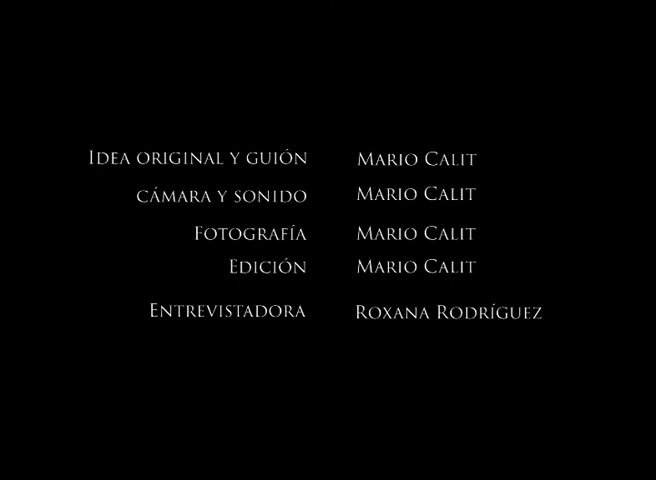 Idea original y guión Mario Calit
cámara y sonido Mario Calit
Fotografía Mario Calit
Edición Mario Calit
Entrevistadora Roxana Rodríguez